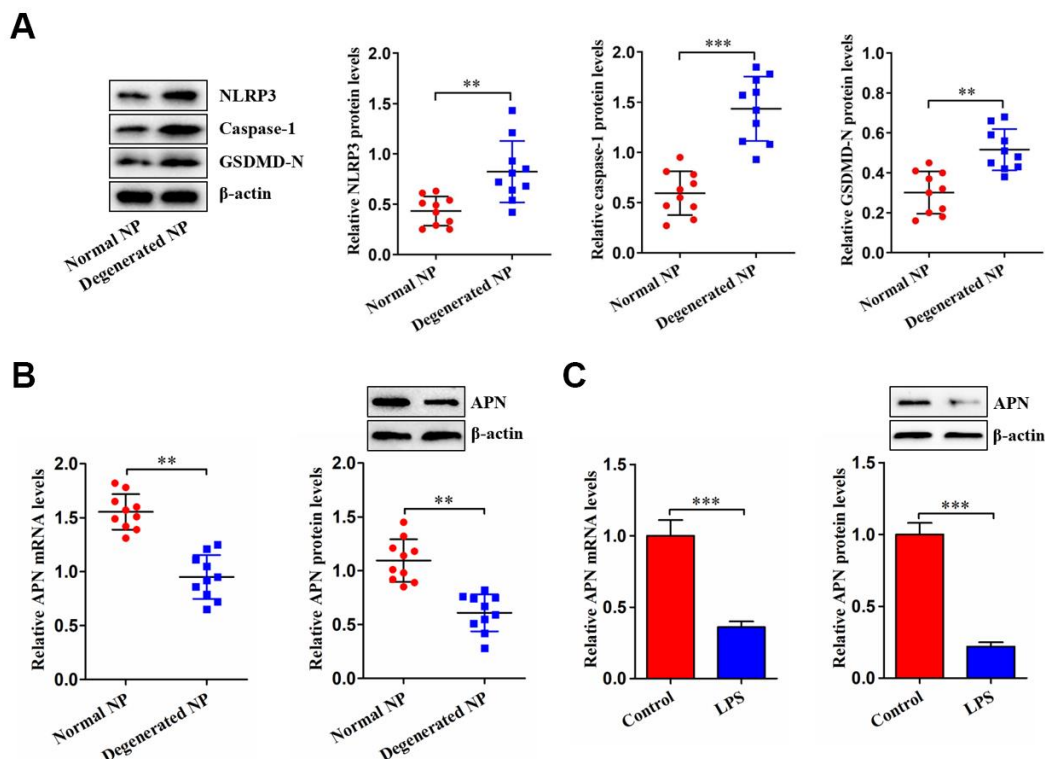 A
NLRP3
Caspase-1
GSDMD-N
β-actin
Normal NP
Degenerated NP
Relative NLRP3 protein levels
2.0
1.5
1.0
0.5
0.0
**
Normal NP
Degenerated NP
Relative caspase-1 protein levels
2.0
1.5
1.0
0.5
0.0
***
Normal NP
Degenerated NP
Relative GSDMD-N protein levels
1.0
0.8
0.6
0.4
0.2
0.0
**
Normal NP
Degenerated NP
B
Relative APN mRNA levels
2.0
1.5
1.0
0.5
0.0
**
Normal NP
Degenerated NP
APN
β-actin
Relative APN protein levels
2.0
1.5
1.0
0.5
0.0
**
Normal NP
Degenerated NP
C
Relative APN mRNA levels
1.5
1.0
0.5
0.0
***
Control
LPS
APN
β-actin
Relative APN protein levels
1.5
1.0
0.5
0.0
***
Control
LPS